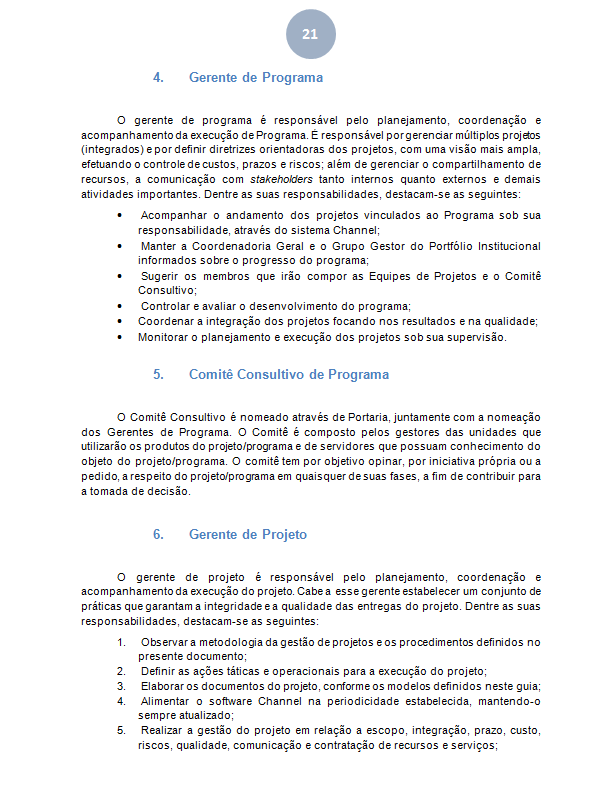 21
4. Gerente de Programa
O gerente de programa é responsável pelo planejamento, coordenação e
acompanhamento da execução de Programa. É responsável por gerenciar múltiplos projetos
(integrados) e por definir diretrizes orientadoras dos projetos, com uma visão mais ampla,
efetuando o controle de custos, prazos e riscos; além de gerenciar o compartilhamento de
recursos, a comunicação com stakeholders tanto internos quanto externos e demais
atividades importantes. Dentre as suas responsabilidades, destacam-se as seguintes:
• Acompanhar o andamento dos projetos vinculados ao Programa sob sua
responsabilidade, através do sistema Channel;
• Manter a Coordenadoria Geral e o Grupo Gestor do Portfólio Institucional
informados sobre o progresso do programa;
• Sugerir os membros que irão compor as Equipes de Projetos e o Comitê
Consultivo;
• Controlar e avaliar o desenvolvimento do programa;
• Coordenar a integração dos projetos focando nos resultados e na qualidade;
• Monitorar o planejamento e execução dos projetos sob sua supervisão.
5. Comitê Consultivo de Programa
O Comitê Consultivo é nomeado através de Portaria, juntamente com a nomeação
dos Gerentes de Programa. O Comitê é composto pelos gestores das unidades que
utilizarão os produtos do projeto/programa e de servidores que possuam conhecimento do
objeto do projeto/programa. O comitê tem por objetivo opinar, por iniciativa própria ou a
pedido, a respeito do projeto/programa em quaisquer de suas fases, a fim de contribuir para
a tomada de decisão.
6. Gerente de Projeto
O gerente de projeto é responsável pelo planejamento, coordenação e
acompanhamento da execução do projeto. Cabe a esse gerente estabelecer um conjunto de
práticas que garantam a integridade e a qualidade das entregas do projeto. Dentre as suas
responsabilidades, destacam-se as seguintes:
1. Observar a metodologia da gestão de projetos e os procedimentos definidos no
presente documento;
2. Definir as ações táticas e operacionais para a execução do projeto;
3. Elaborar os documentos do projeto, conforme os modelos definidos neste guia;
4. Alimentar o software Channel na periodicidade estabelecida, mantendo-o
sempre atualizado;
5. Realizar a gestão do projeto em relação a escopo, integração, prazo, custo,
riscos, qualidade, comunicação e contratação de recursos e serviços;